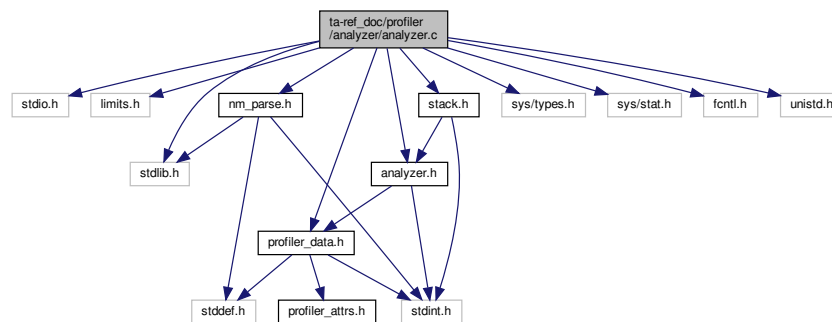 ta-ref_doc/profiler
/analyzer/analyzer.c
stdio.h
limits.h
nm_parse.h
stack.h
sys/types.h
sys/stat.h
fcntl.h
unistd.h
stdlib.h
analyzer.h
profiler_data.h
stddef.h
profiler_attrs.h
stdint.h